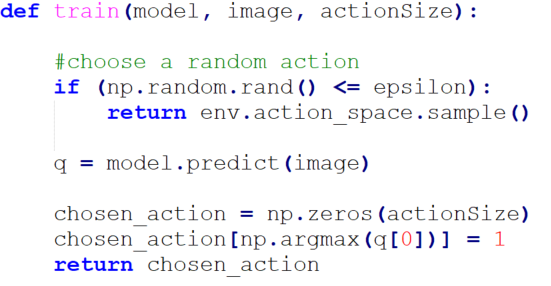 def train(model, image, actionSize):
#choose a random action
if (np.random.rand() <= epsilon):
return env.action_space.sample()
q = model.predict(image)
chosen_action = np.zeros(actionSize)
chosen_action[np.argmax(q[0])] = 1
return chosen_action